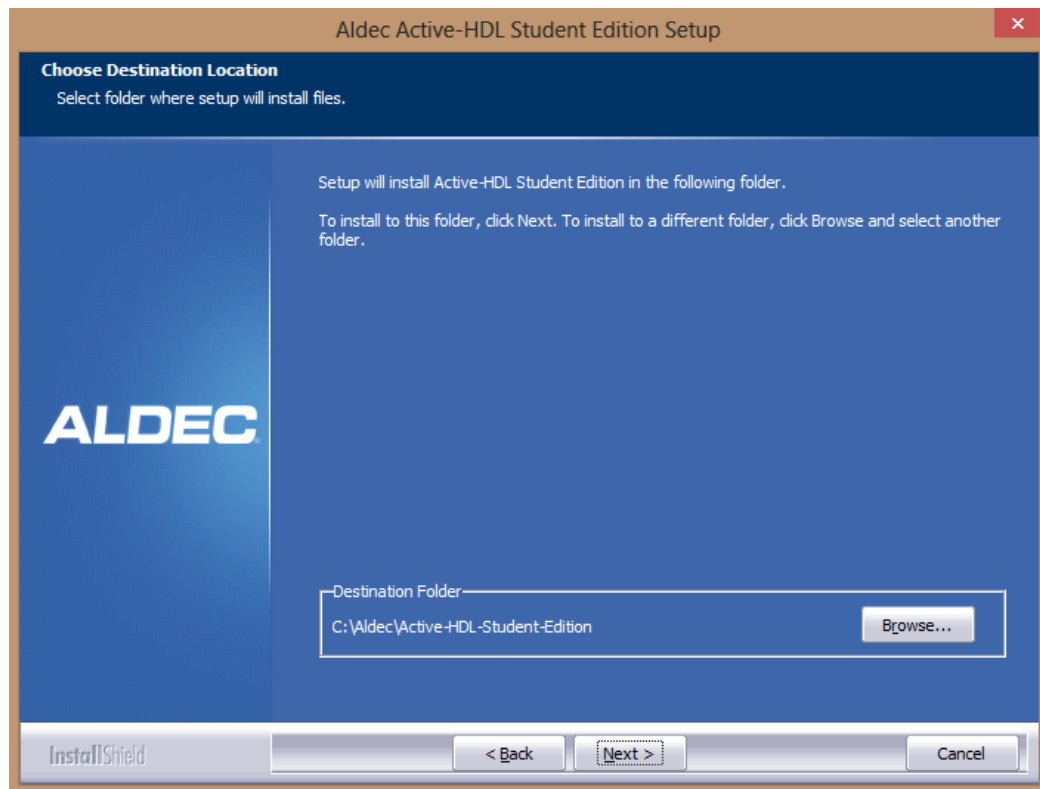 Aldec Active-HDL Student Edition Setup
Choose Destination Location
Select folder where setup will install files.
Setup will install Active-HDL Student Edition in the following folder.
To install to this folder, click Next. To install to a different folder, click Browse and select another
folder.
ALDEC
Destination Folder
C:\Aldec\Active-HDL-Student-Edition
Browse...
InstallShield
< Back
Next >
Cancel